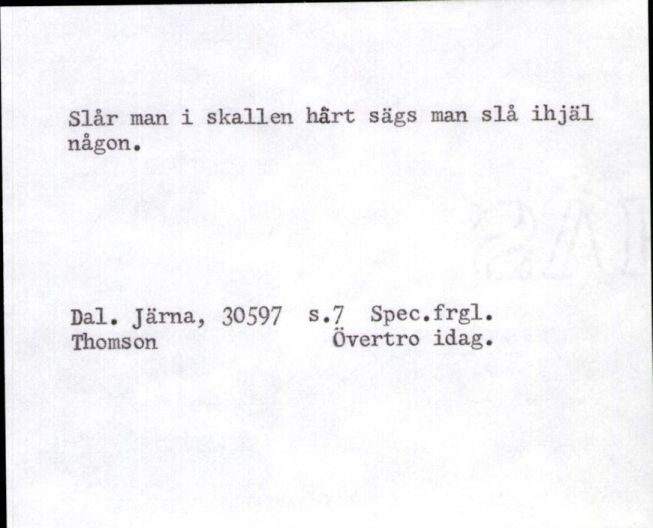 Slår man i skallen hårt sägs man slå ihjäl
någon.
Dal. Järna, 30597 s.7 Spec.frgl.
Thomson Övertro idag.